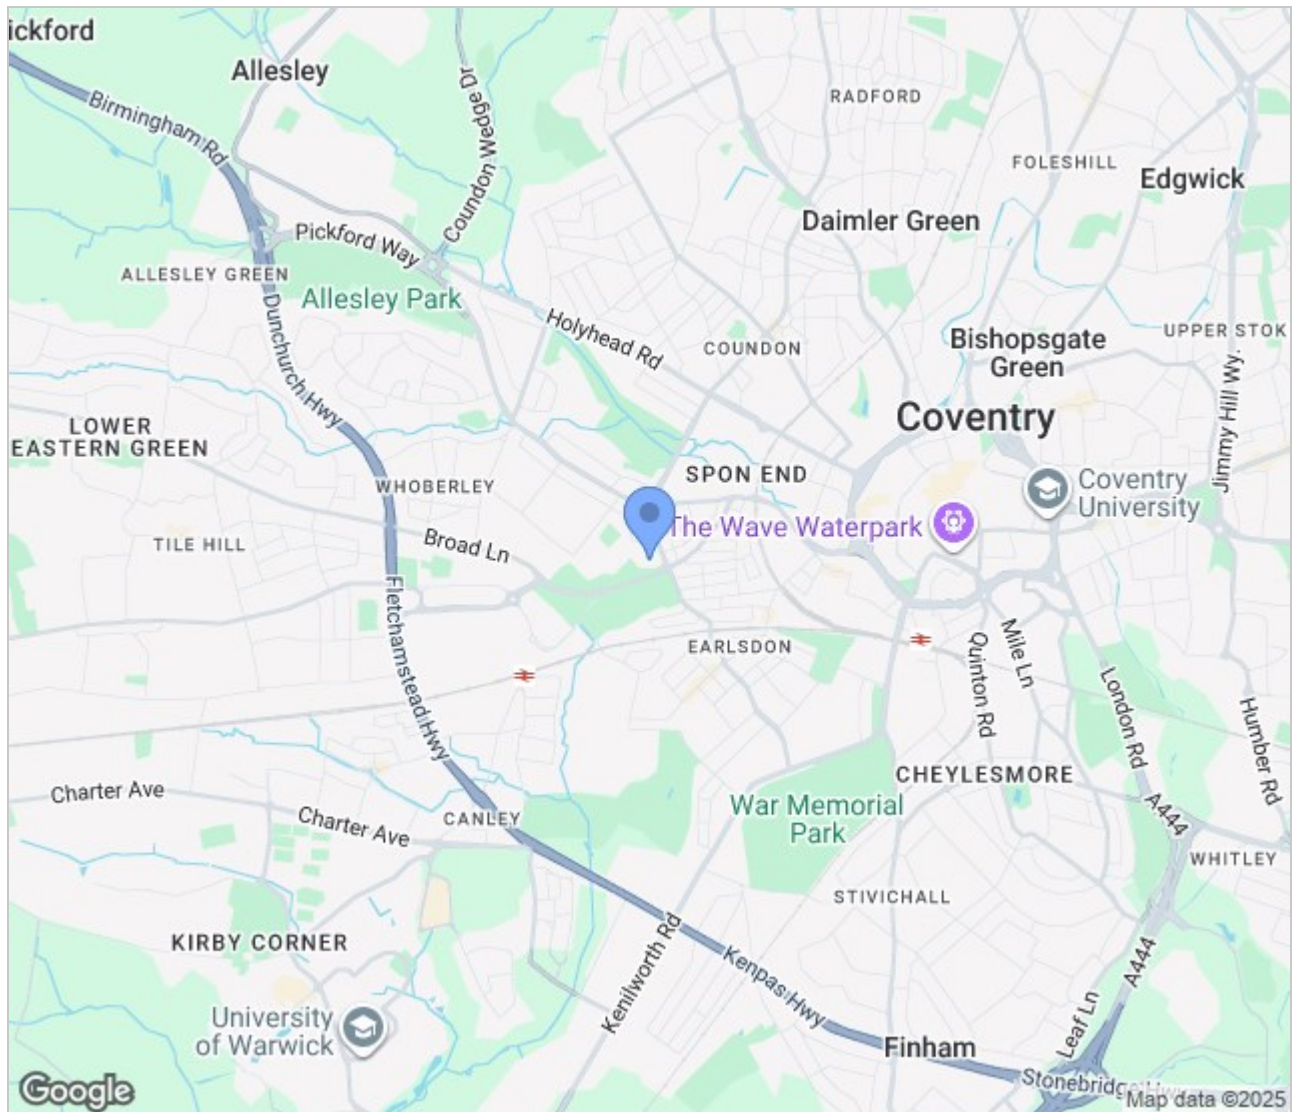 ickford
Allesley
Birmingham Rd
Coundon Wedge Dr
RADFORD
FOLESHILL
Edgwick
Daimler Green
Pickford Way
ALLESLEY GREEN
Allesley Park
Dunchurch Hwy
Holyhead Rd
COUNDON
Bishopsgate
Green
UPPER STOK
Jimmy Hill Wy.
LOWER
EASTERN GREEN
Coventry
WHOBERLEY
SPON END
Coventry
University
The Wave Waterpark
TILE HILL
Broad Ln
Fletchamstead Hwy
EARLSDON
Mile Ln
Quinton Rd
London Rd
Humber Rd
Charter Ave
Charter Ave
CANLEY
CHEYLESMORE
War Memorial
Park
A444
WHITLEY
STIVICHALL
KIRBY CORNER
Kenilworth Rd
Kenpas Hwy
A444
University
of Warwick
Leaf Ln
Finham
Stonebridge Hwy
Google
Map data ©2025